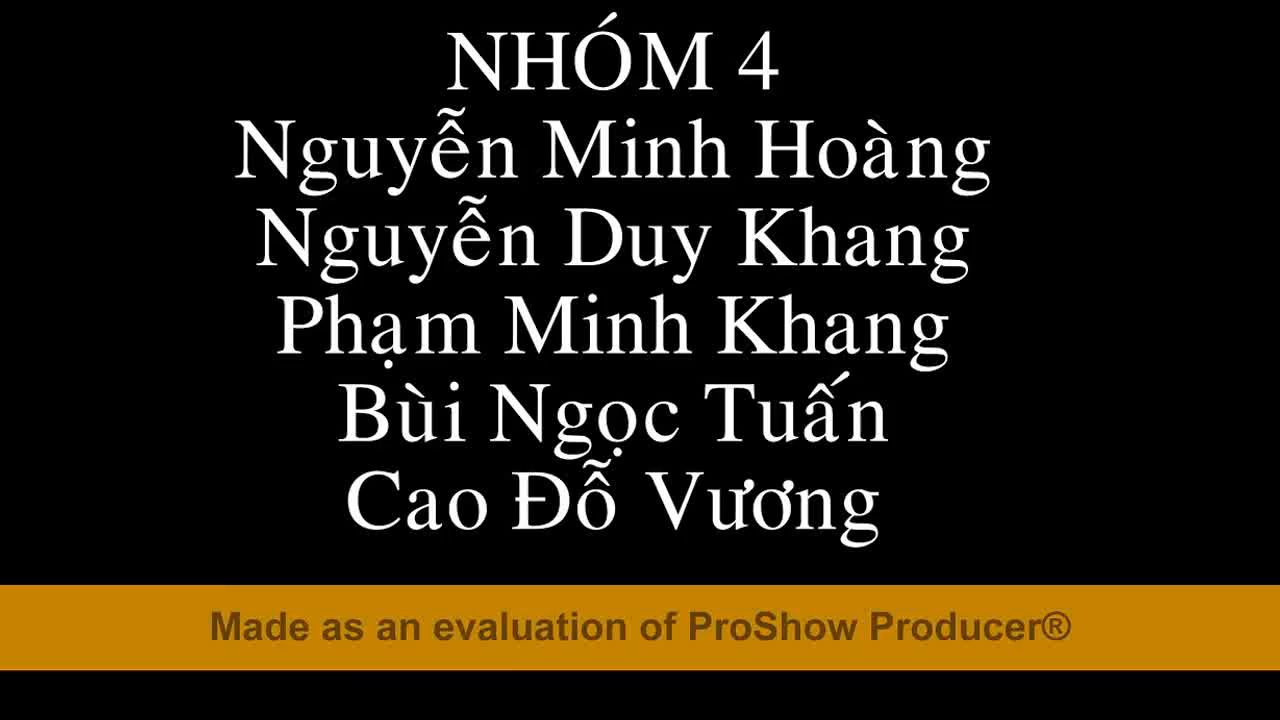 NHÓM 4
Nguyễn Minh Hoàng
Nguyễn Duy Khang
Phạm Minh Khang
Bùi Ngọc Tuấn
Cao Đỗ Vương
Made as an evaluation of ProShow Producer®